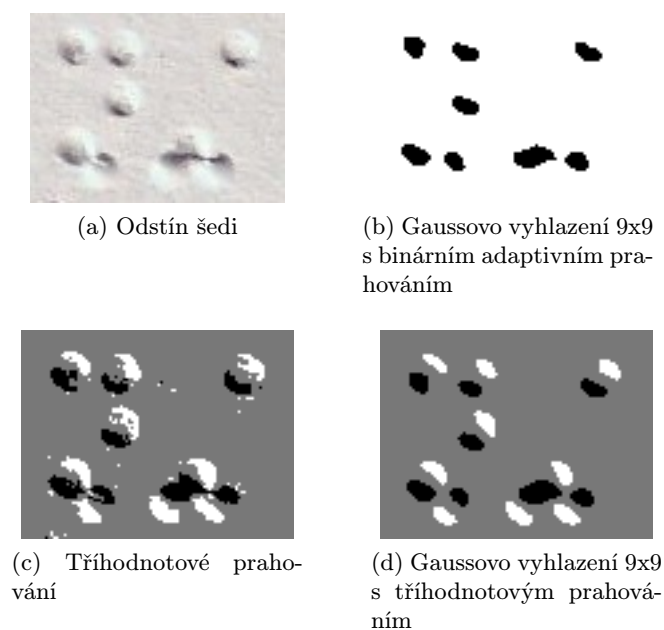 (a) Odstín šedi
(b) Gaussovo vyhlazení 9x9
s binárním adaptivním pra-
hováním
(c) Tříhodnotové praho-
vání
(d) Gaussovo vyhlazení 9x9
s tříhodnotovým prahová-
ním